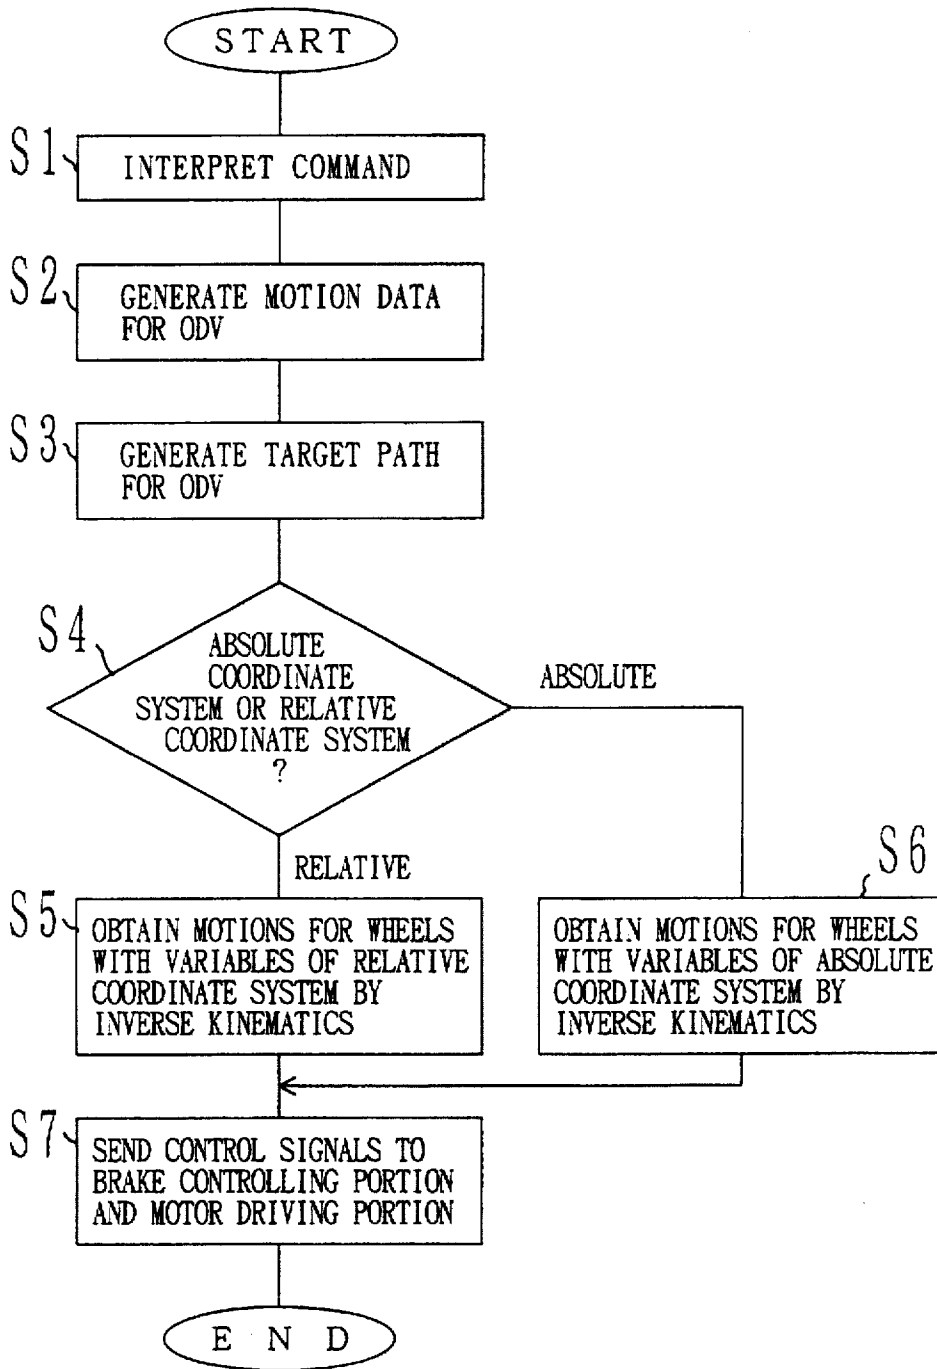 START
S1
INTERPRET COMMAND
S2
GENERATE MOTION DATA
FOR ODV
S3
GENERATE TARGET PATH
FOR ODV
S4
ABSOLUTE
COORDINATE
SYSTEM OR RELATIVE
COORDINATE SYSTEM
?
ABSOLUTE
RELATIVE
S5
OBTAIN MOTIONS FOR WHEELS
WITH VARIABLES OF RELATIVE
COORDINATE SYSTEM BY
INVERSE KINEMATICS
S6
OBTAIN MOTIONS FOR WHEELS
WITH VARIABLES OF ABSOLUTE
COORDINATE SYSTEM BY
INVERSE KINEMATICS
S7
SEND CONTROL SIGNALS TO
BRAKE CONTROLLING PORTION
AND MOTOR DRIVING PORTION
END